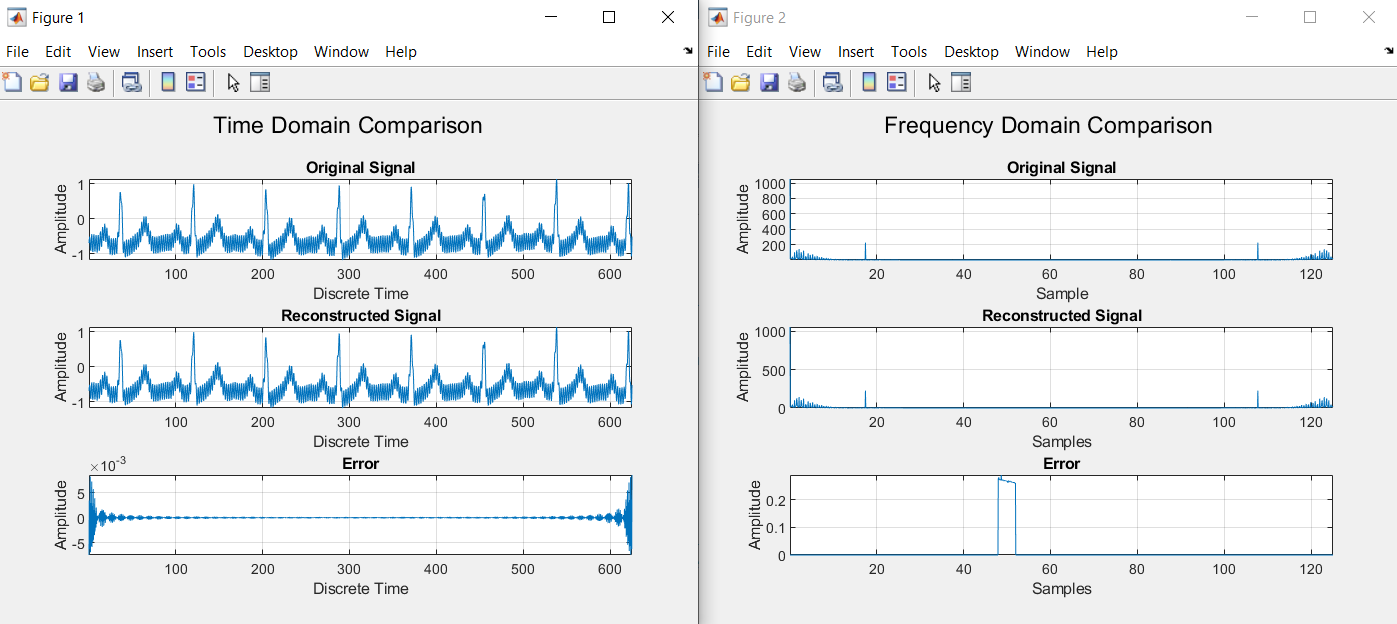 Figure 1
File Edit View Insert Tools Desktop Window Help
Time Domain Comparison
Original Signal
Amplitude
1
0
-1
100 200 300 400 500 600
Discrete Time
Reconstructed Signal
Amplitude
1
0
-1
100 200 300 400 500 600
Discrete Time
Error
×10-3
Amplitude
5
0
-5
100 200 300 400 500 600
Discrete Time
Figure 2
File Edit View Insert Tools Desktop Window Help
Frequency Domain Comparison
Original Signal
Amplitude
1000
800
600
400
200
20 40 60 80 100 120
Sample
Reconstructed Signal
Amplitude
1000
500
0
20 40 60 80 100 120
Samples
Error
Amplitude
0.2
0.1
0
20 40 60 80 100 120
Samples